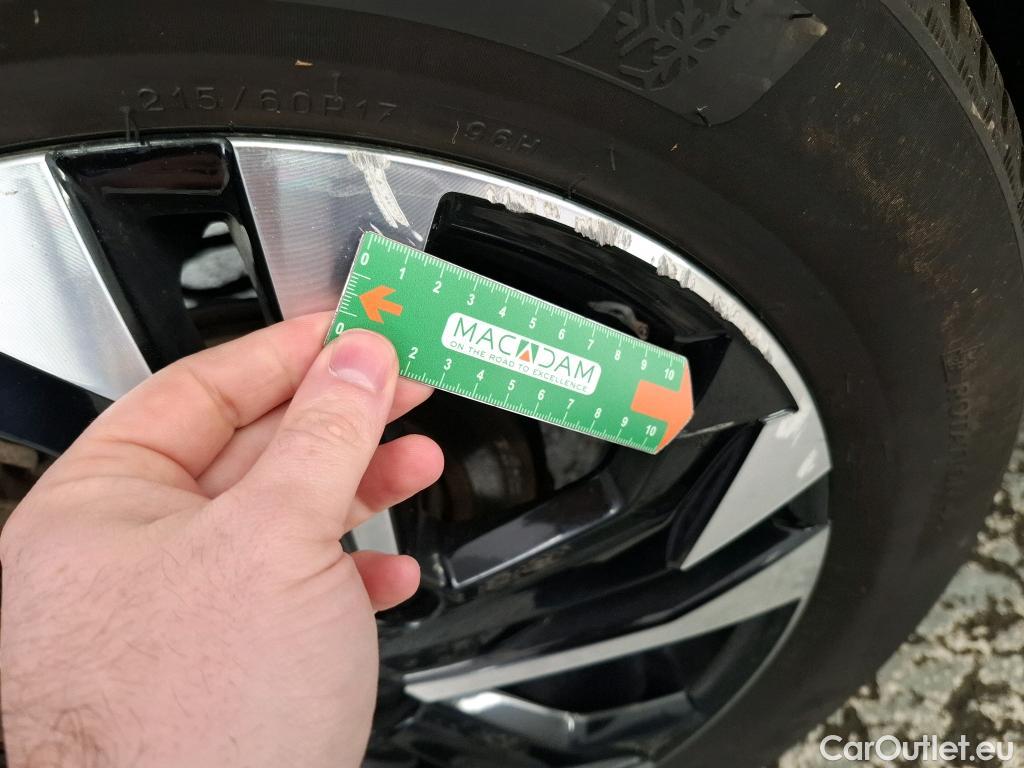 215/60R17 96H
0 1 2 3 4 5 6 7 8 9 10
MACADAM
ON THE ROAD TO EXCELLENCE
0 2 3 4 5 6 7 8 9 10
CarOutlet.eu